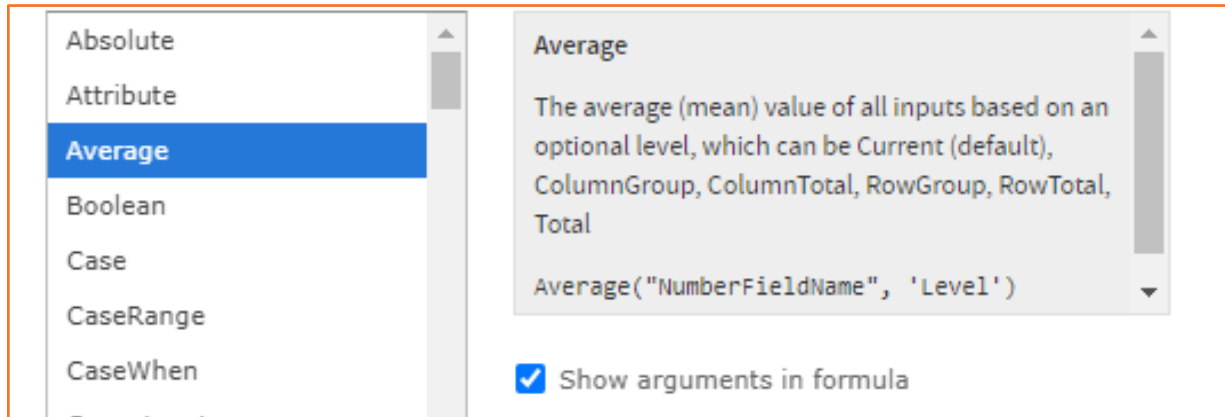 Absolute
Attribute
Average
Boolean
Case
CaseRange
CaseWhen
Average
The average (mean) value of all inputs based on an
optional level, which can be Current (default),
ColumnGroup, ColumnTotal, RowGroup, RowTotal,
Total
Average("NumberFieldName", 'Level')
Show arguments in formula